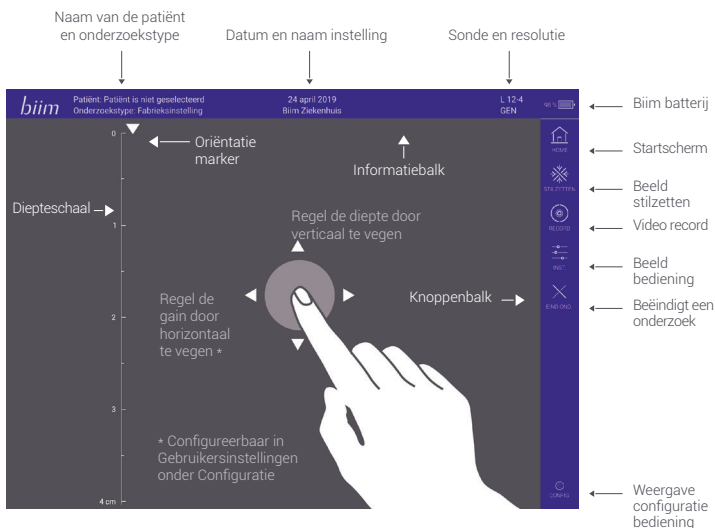 Naam van de patiënt
en onderzoekstype
Datum en naam instelling
Sonde en resolutie
biim
Patiënt: Patiënt is niet geselecteerd
Onderzoekstype: Fabrieksinstelling
24 april 2019
Biim Ziekenhuis
L 12-4
GEN
98 %
Biim batterij
0
Oriëntatie
marker
Informatiebalk
HOME
Startscherm
STILZETTEN
Beeld
stilzetten
Diepteschaal
1
Regel de diepte door
verticaal te vegen
RECORD
Video record
INST.
Beeld
bediening
Regel de
gain door
horizontaal
te vegen *
Knoppenbalk
EIND OND
Beëindigt een
onderzoek
2
3
* Configureerbaar in
Gebruikersinstellingen
onder Configuratie
4 cm
CONFIG
Weergave
configuratie
bediening